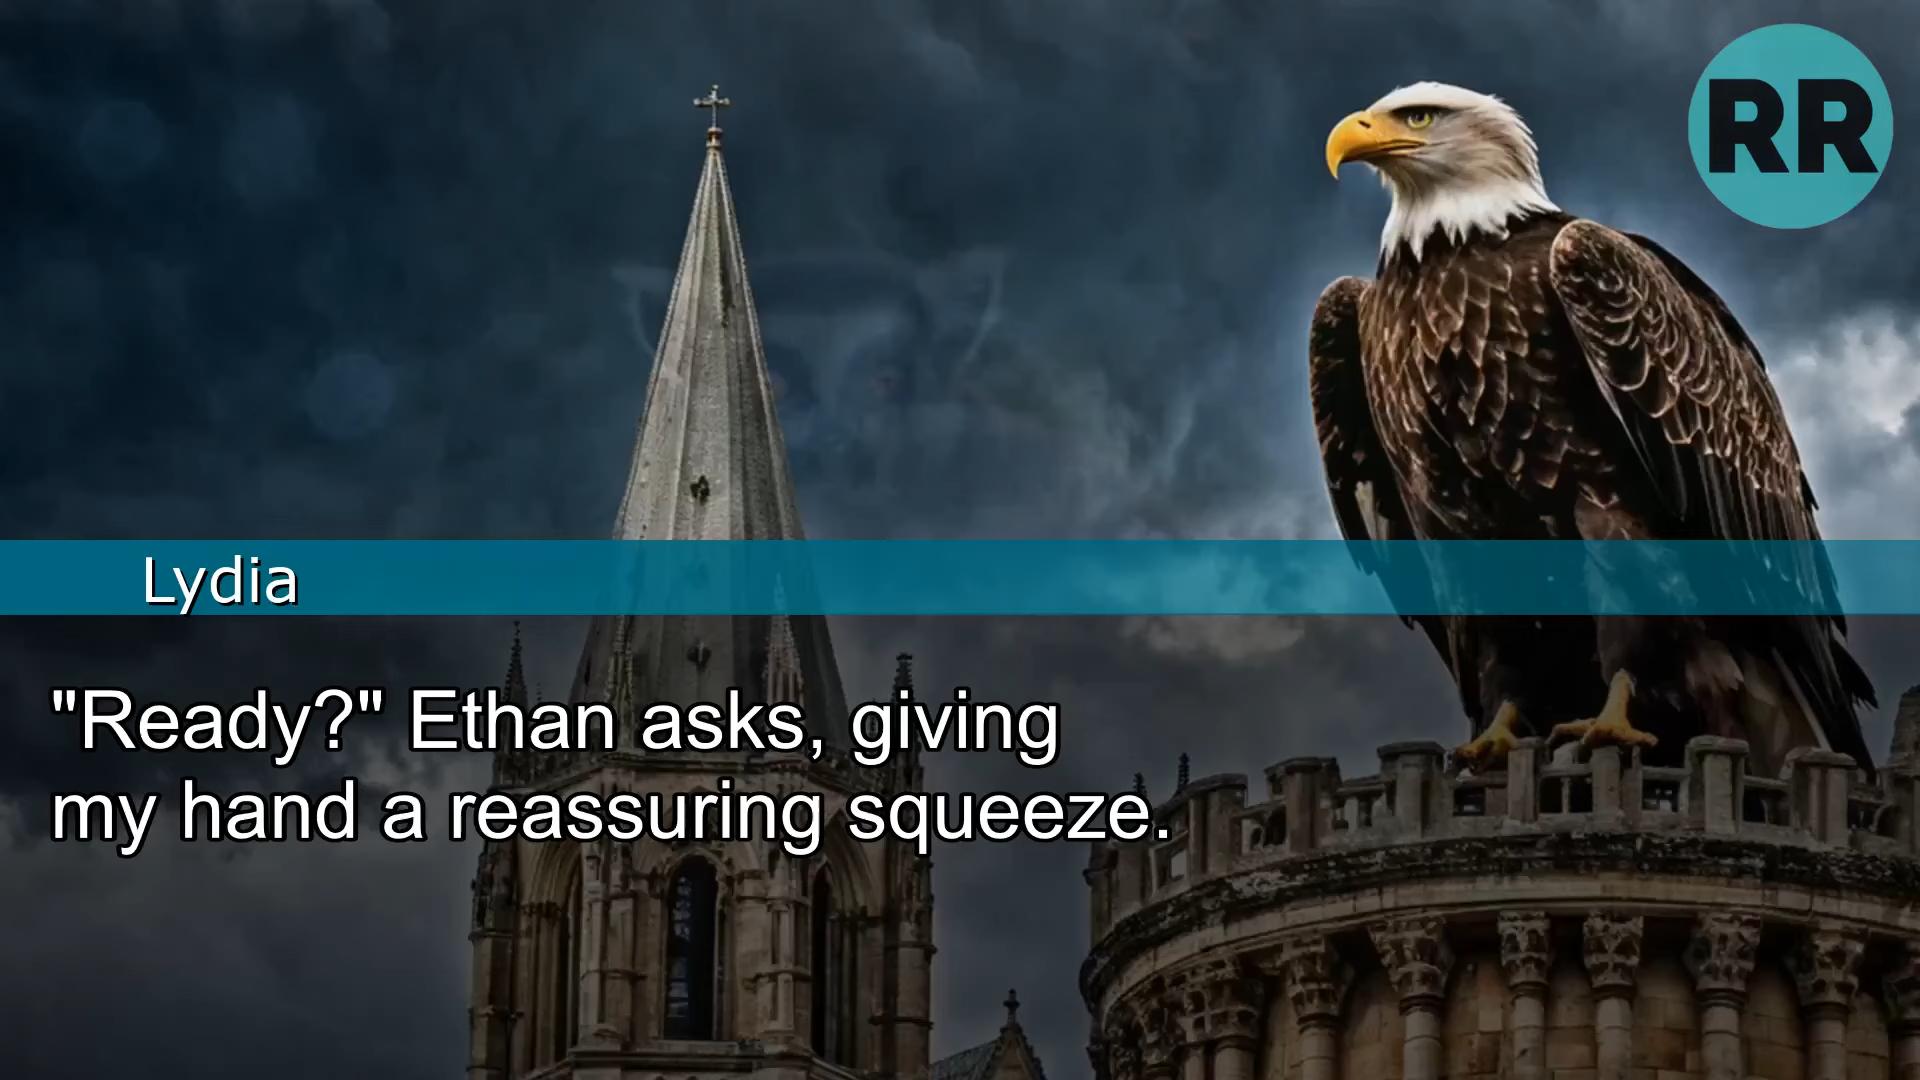 RR
Lydia
"Ready?" Ethan asks, giving
my hand a reassuring squeeze.